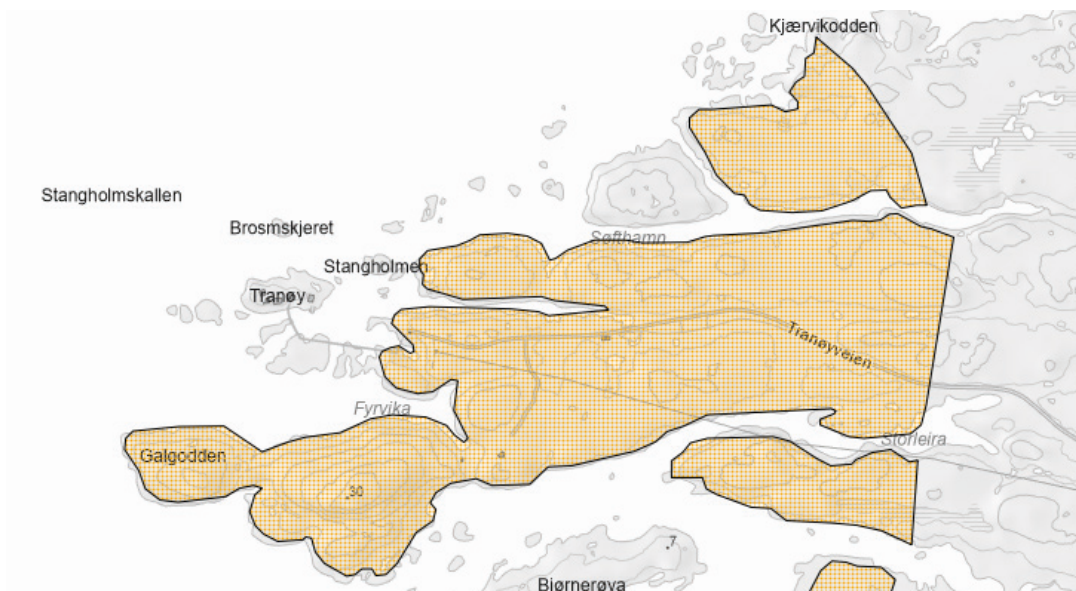 Kjærvikodden
Stangholmskallen
Brosmskjeret
Søfthamn
Stangholmen
Tranøy
Tranøyveien
Fyrvika
Storleira
Galgodden
30
7
Bjørnerøya